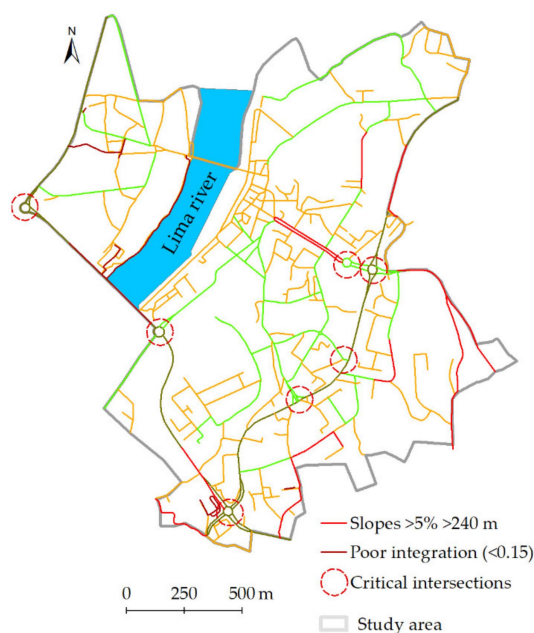 N
Lima river
Slopes >5% >240 m
Poor integration (<0.15)
Critical intersections
Study area
0 250 500 m